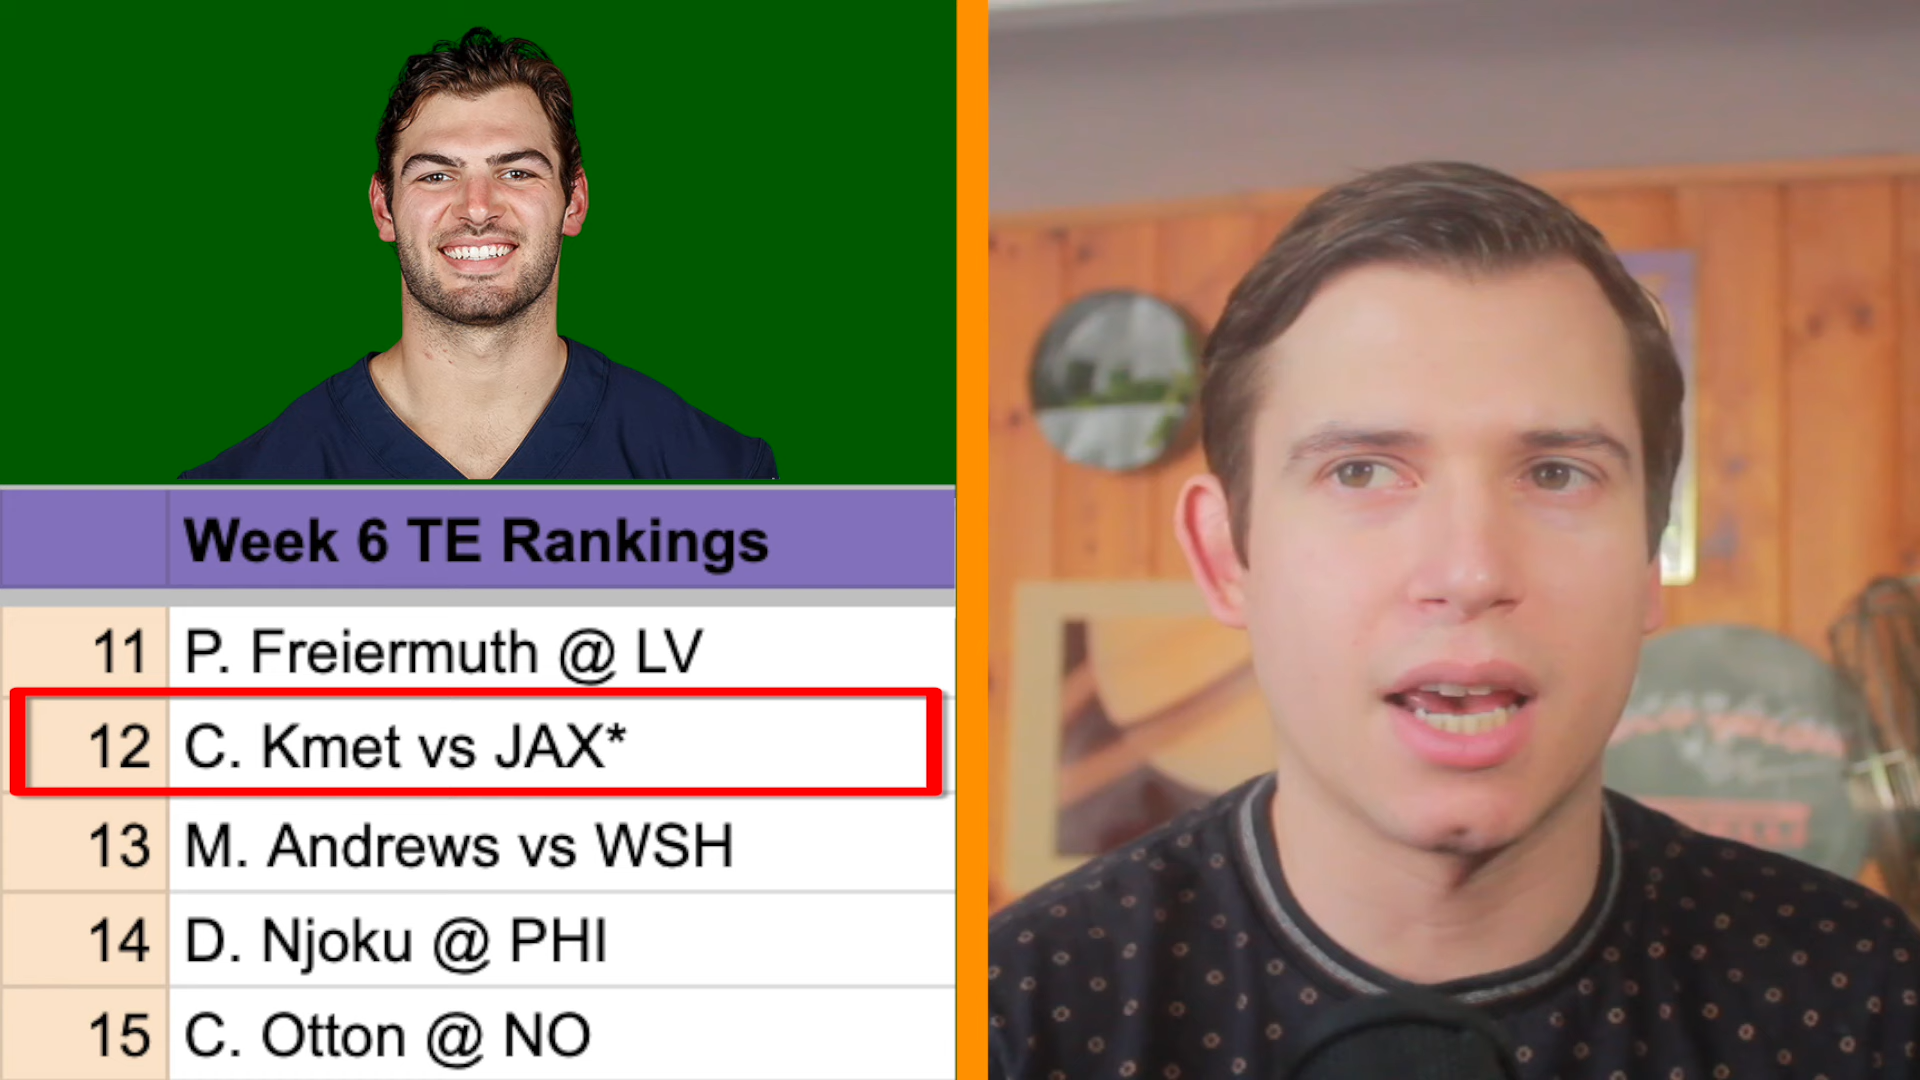 Week 6 TE Rankings
11 P. Freiermuth @ LV
12 C. Kmet vs JAX*
13 M. Andrews vs WSH
14 D. Njoku @ PHI
15 C. Otton @ NO